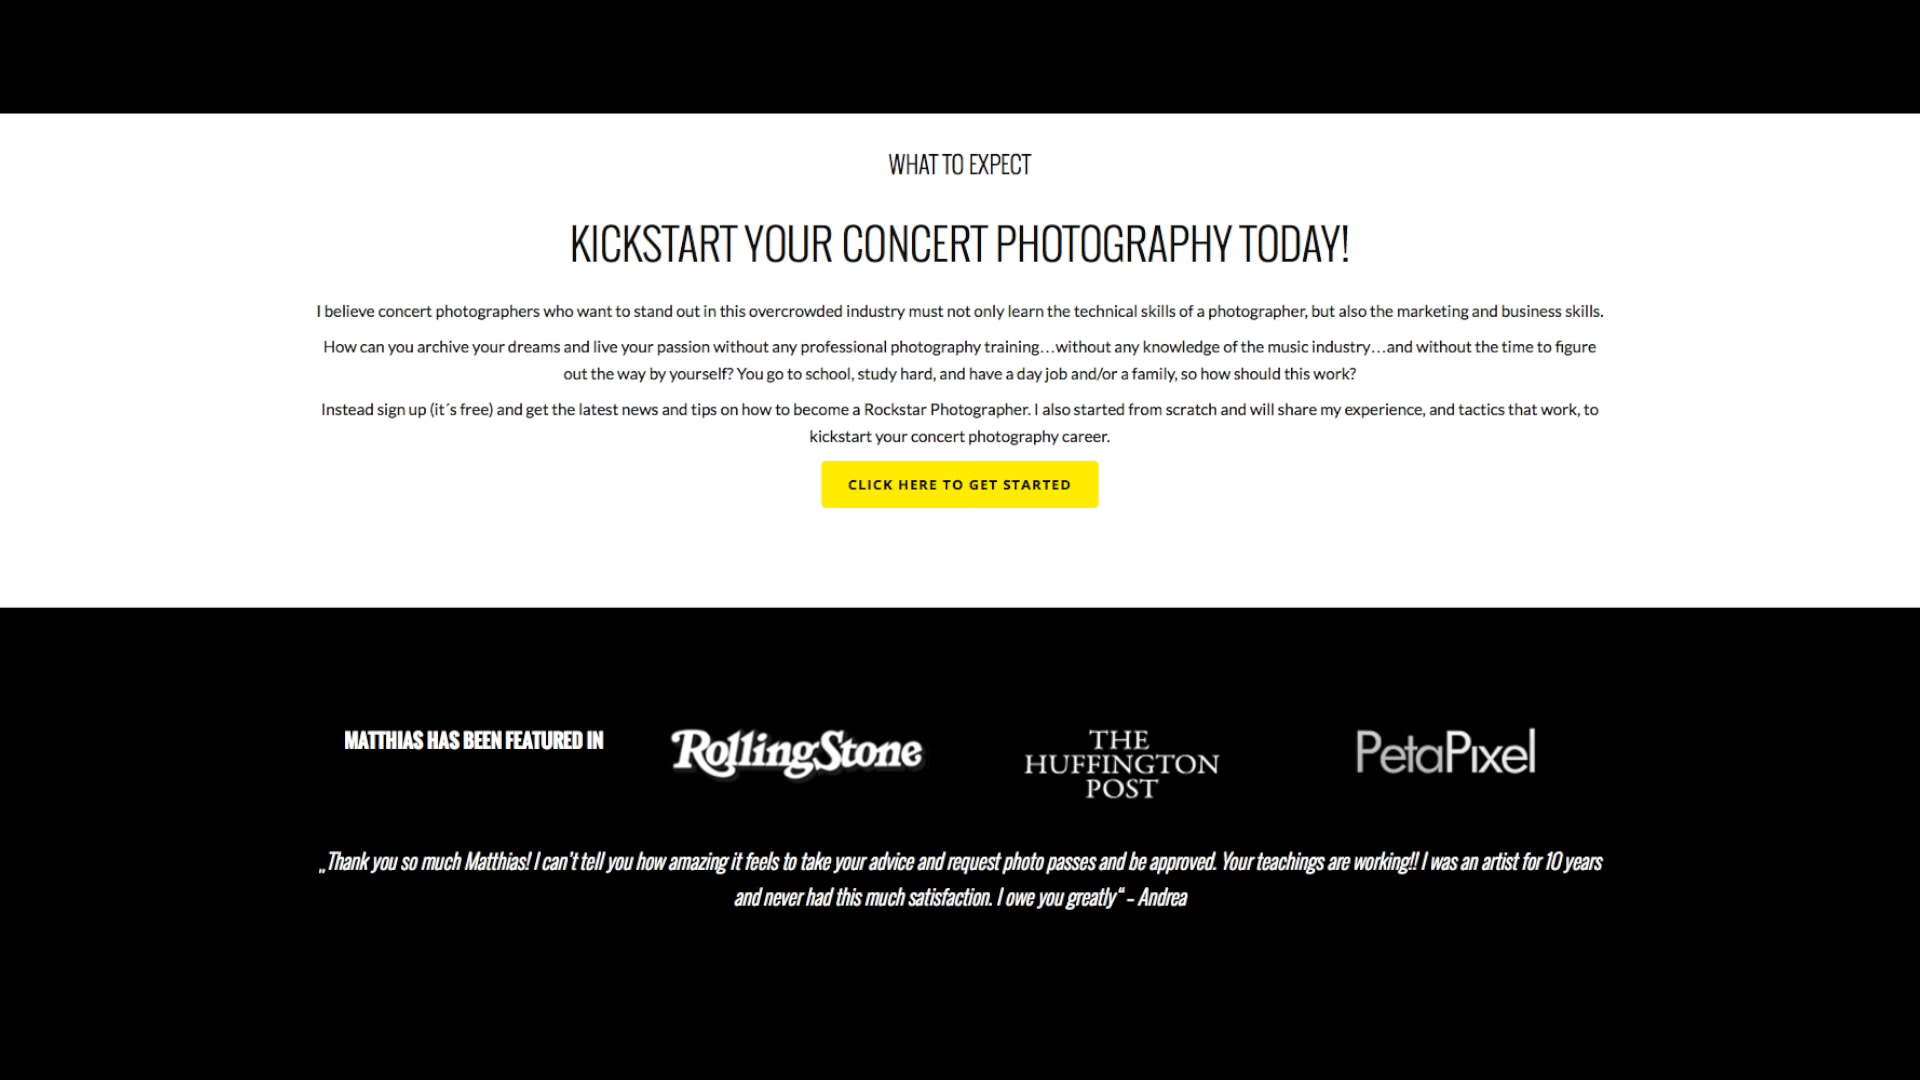 WHAT TO EXPECT
KICKSTART YOUR CONCERT PHOTOGRAPHY TODAY!
I believe concert photographers who want to stand out in this overcrowded industry must not only learn the technical skills of a photographer, but also the marketing and business skills.
How can you archive your dreams and live your passion without any professional photography training…without any knowledge of the music industry…and without the time to figure
out the way by yourself? You go to school, study hard, and have a day job and/or a family, so how should this work?
Instead sign up (it´s free) and get the latest news and tips on how to become a Rockstar Photographer. I also started from scratch and will share my experience, and tactics that work, to
kickstart your concert photography career.
CLICK HERE TO GET STARTED
MATTHIAS HAS BEEN FEATURED IN
RollingStone
THE
HUFFINGTON
POST
PetaPixel
„Thank you so much Matthias! I can’t tell you how amazing it feels to take your advice and request photo passes and be approved. Your teachings are working!! I was an artist for 10 years
and never had this much satisfaction. I owe you greatly“ – Andrea